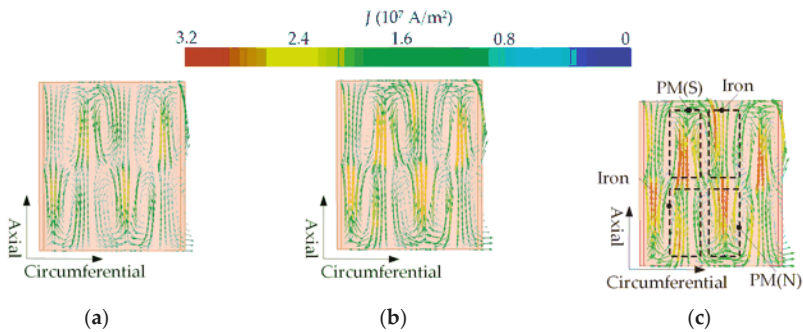 J (10⁷ A/m²)
3.2 2.4 1.6 0.8 0
PM(S) Iron
Iron
Axial Axial Axial
Circumferential Circumferential Circumferential
PM(N)
(a) (b) (c)